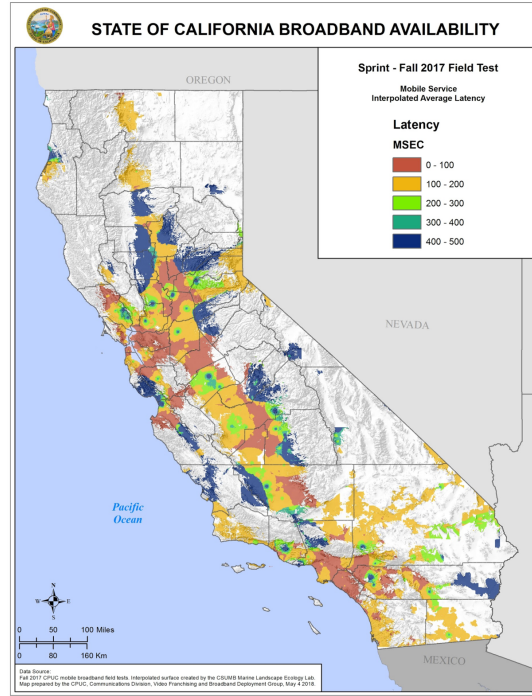 STATE OF CALIFORNIA BROADBAND AVAILABILITY
Sprint - Fall 2017 Field Test
Mobile Service
Interpolated Average Latency
Latency
MSEC
0 - 100
100 - 200
200 - 300
300 - 400
400 - 500
OREGON
NEVADA
Pacific
Ocean
MEXICO
N
W
E
S
0 50 100 Miles
0 80 160 Km
Data Source:
Fall 2017 CPUC mobile broadband field tests. Interpolated surface created by the CSUMB Marine Landscape Ecology Lab.
Map prepared by the CPUC, Communications Division, Video Franchising and Broadband Deployment Group, May 4 2018.